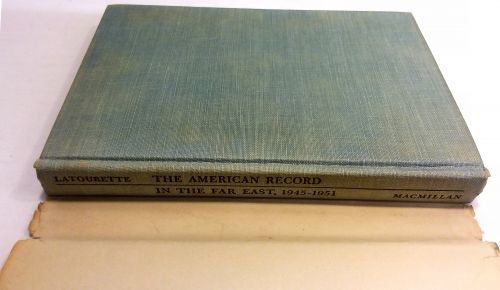 LATOURETTE
THE AMERICAN RECORD
IN THE FAR EAST, 1945-1951
MACMILLAN